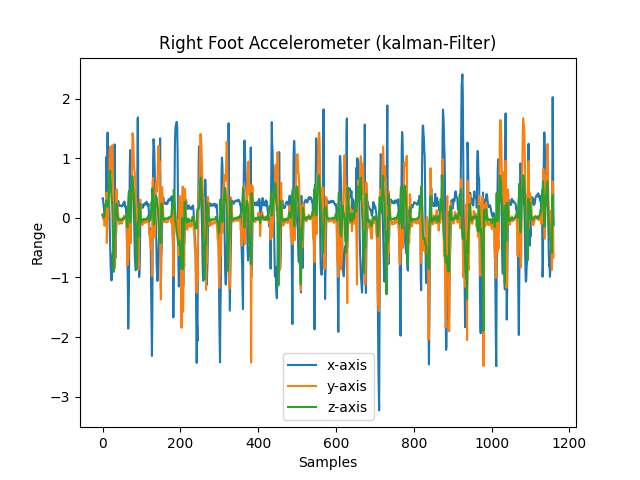 Right Foot Accelerometer (kalman-Filter)
2
1
0
−1
−2
−3
Range
0
200
400
600
800
1000
1200
Samples
x-axis
y-axis
z-axis